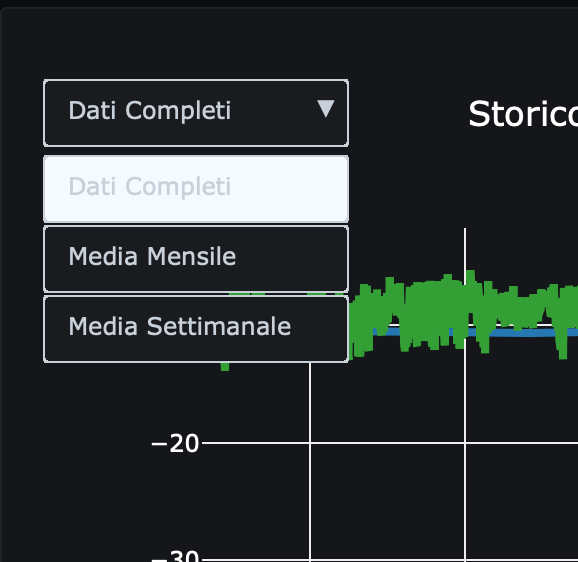 Dati Completi ▼
Storico
Dati Completi
Media Mensile
Media Settimanale
−20
−30